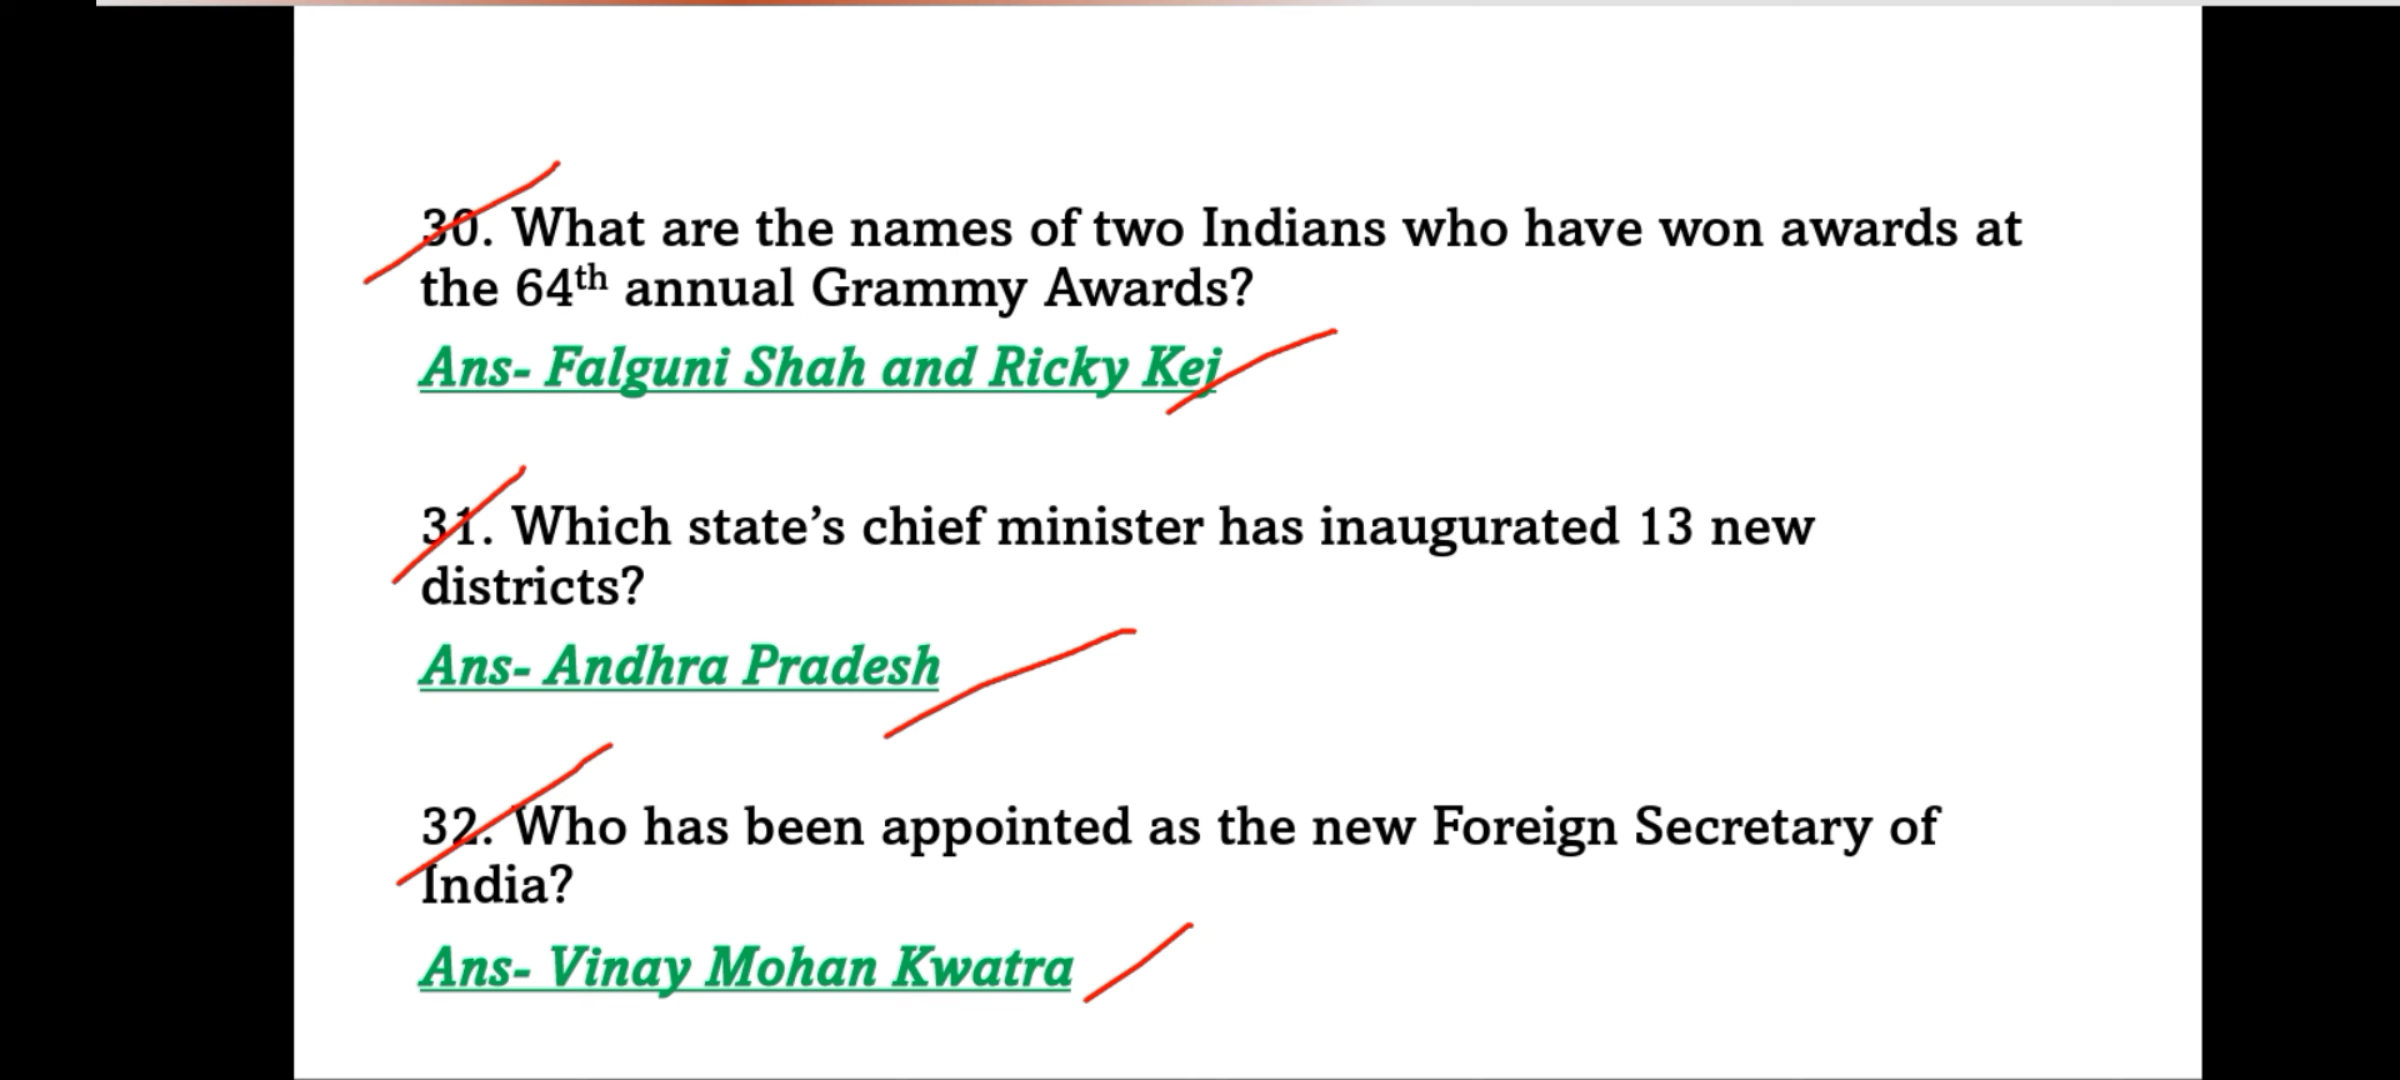 30. What are the names of two Indians who have won awards at
the 64th annual Grammy Awards?
Ans- Falguni Shah and Ricky Kej
31. Which state’s chief minister has inaugurated 13 new
districts?
Ans- Andhra Pradesh
32. Who has been appointed as the new Foreign Secretary of
India?
Ans- Vinay Mohan Kwatra